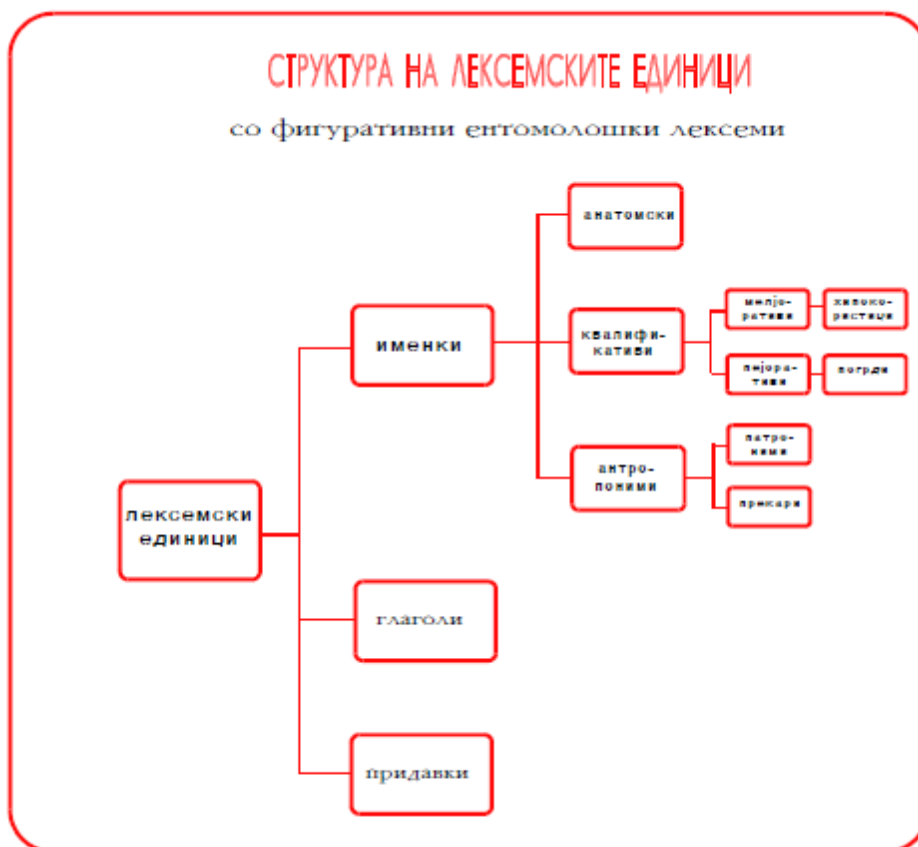 СТРУКТУРА НА ЛЕКСЕМСКИТЕ ЕДИНИЦИ
со фигуративни ентомолошки лексеми
анатомски
мелјо-
ративи
хипоко-
ристици
именки
квалифи-
кативи
пејора-
тиви
погрди
патро-
ними
антро-
поними
прекари
лексемски
единици
глаголи
придавки